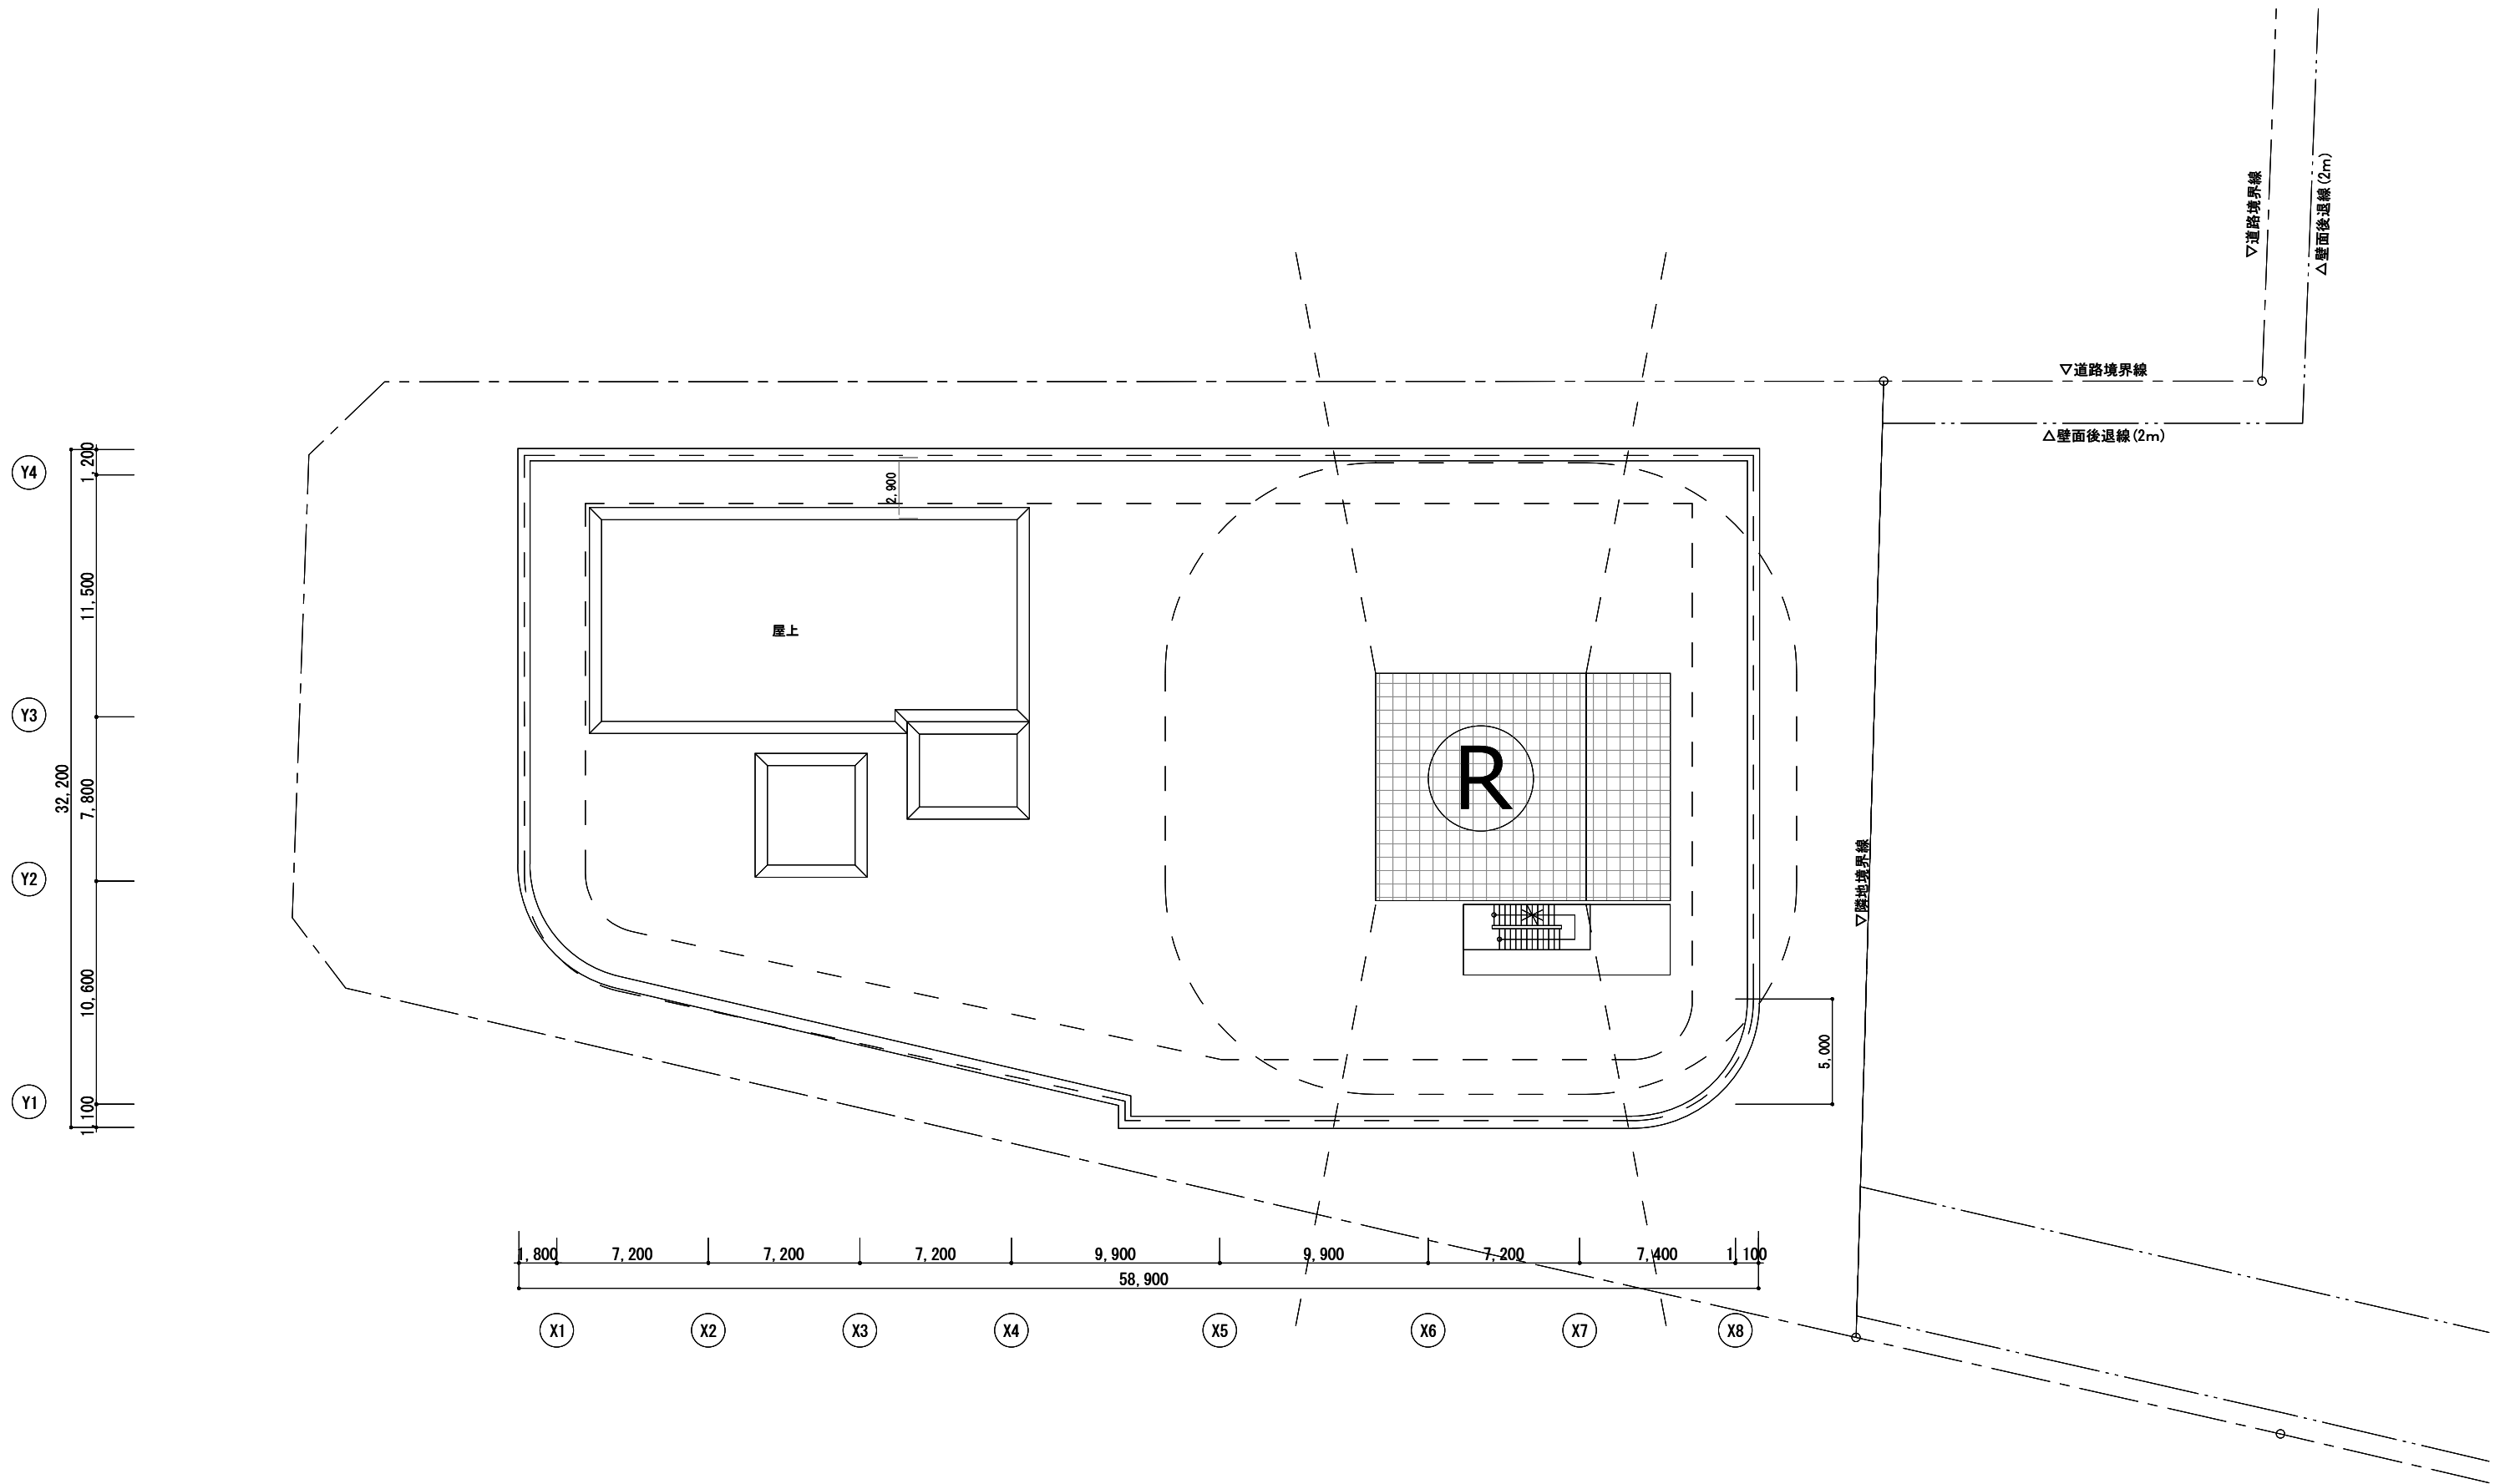 ▽道路境界線
△壁面後退線(2m)
▽道路境界線
△壁面後退線(2m)
Y4
Y3
Y2
Y1
1,200
11,500
7,800
10,600
1,100
32,200
2,900
屋上
R
▽隣地境界線
5,000
1,800
7,200
7,200
7,200
9,900
9,900
7,200
7,400
1,100
58,900
X1
X2
X3
X4
X5
X6
X7
X8